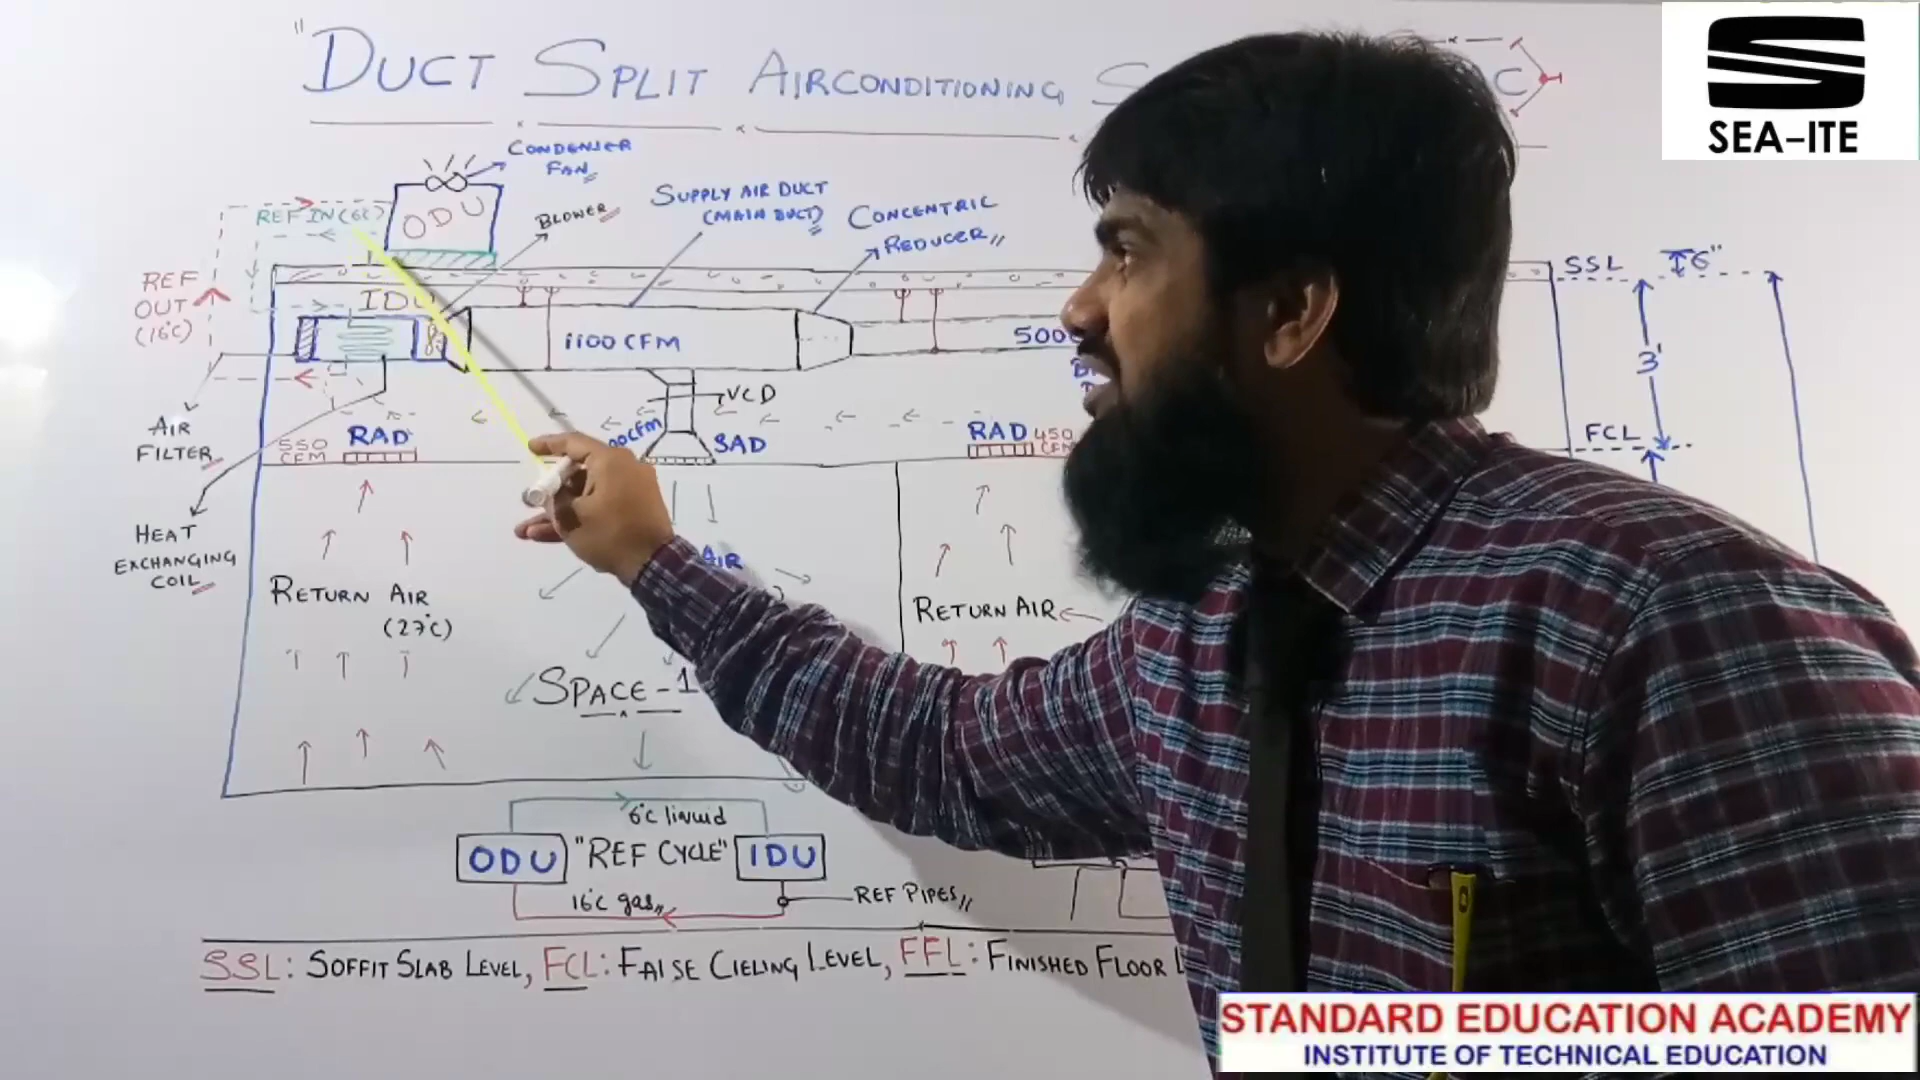 "DUCT SPLIT AIRCONDITIONING S
C
SEA-ITE
CONDENSER
FAN
REF IN(6c)
ODU
BLOWER
SUPPLY AIR DUCT
(MAIN DUCT)
CONCENTRIC
REDUCER
SSL
6"
REF
OUT
(16°C)
IDU
1100 CFM
500
3'
VCD
AIR
FILTER
550
CFM
RAD
00CFM
SAD
RAD
450
CFM
FCL
HEAT
EXCHANGING
COIL
RETURN AIR
(27°C)
AIR
RETURN AIR
SPACE-1
6°C liquid
ODU
"REF CYCLE"
IDU
16°C gas
REF PIPES
SSL: SOFFIT SLAB LEVEL, FCL: FALSE CIELING LEVEL, FFL: FINISHED FLOOR L
STANDARD EDUCATION ACADEMY
INSTITUTE OF TECHNICAL EDUCATION